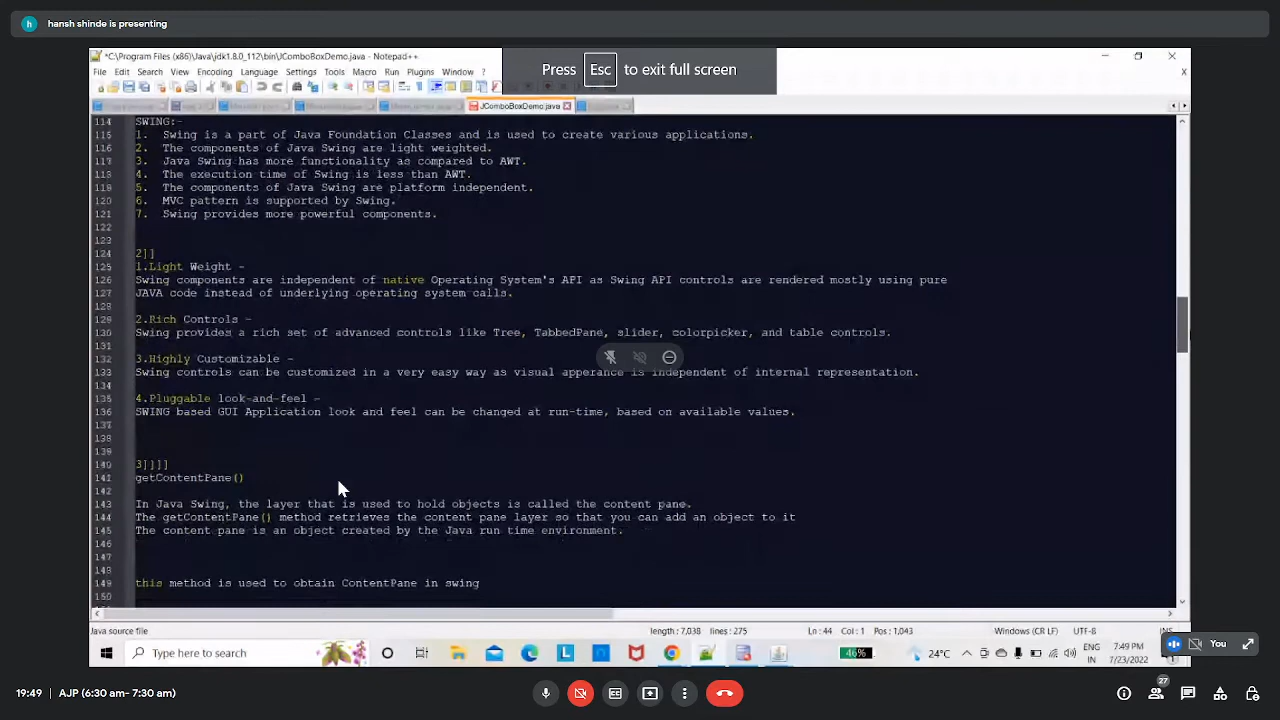 h hansh shinde is presenting
*C:\Program Files (x86)\Java\jdk1.8.0_112\bin\JComboBoxDemo.java - Notepad++
Press Esc to exit full screen
File Edit Search View Encoding Language Settings Tools Macro Run Plugins Window ?
X
JComboBoxDemo.java
114 SWING:-
115 1. Swing is a part of Java Foundation Classes and is used to create various applications.
116 2. The components of Java Swing are light weighted.
117 3. Java Swing has more functionality as compared to AWT.
118 4. The execution time of Swing is less than AWT.
119 5. The components of Java Swing are platform independent.
120 6. MVC pattern is supported by Swing.
121 7. Swing provides more powerful components.
122
123
124 2]]
125 1.Light Weight -
126 Swing components are independent of native Operating System's API as Swing API controls are rendered mostly using pure
127 JAVA code instead of underlying operating system calls.
128
129 2.Rich Controls -
130 Swing provides a rich set of advanced controls like Tree, TabbedPane, slider, colorpicker, and table controls.
131
132 3.Highly Customizable -
133 Swing controls can be customized in a very easy way as visual apperance is independent of internal representation.
134
135 4.Pluggable look-and-feel -
136 SWING based GUI Application look and feel can be changed at run-time, based on available values.
137
138
139
140 3]]]]
141 getContentPane()
142
143 In Java Swing, the layer that is used to hold objects is called the content pane.
144 The getContentPane() method retrieves the content pane layer so that you can add an object to it
145 The content pane is an object created by the Java run time environment.
146
147
148
149 this method is used to obtain ContentPane in swing
150
Java source file length : 7,038 lines : 275 Ln : 44 Col : 1 Pos : 1,043 Windows (CR LF) UTF-8 INS
Type here to search
L
46%
24°C
ENG
IN
7:49 PM
7/23/2022
You
19:49 AJP (6:30 am- 7:30 am)
27